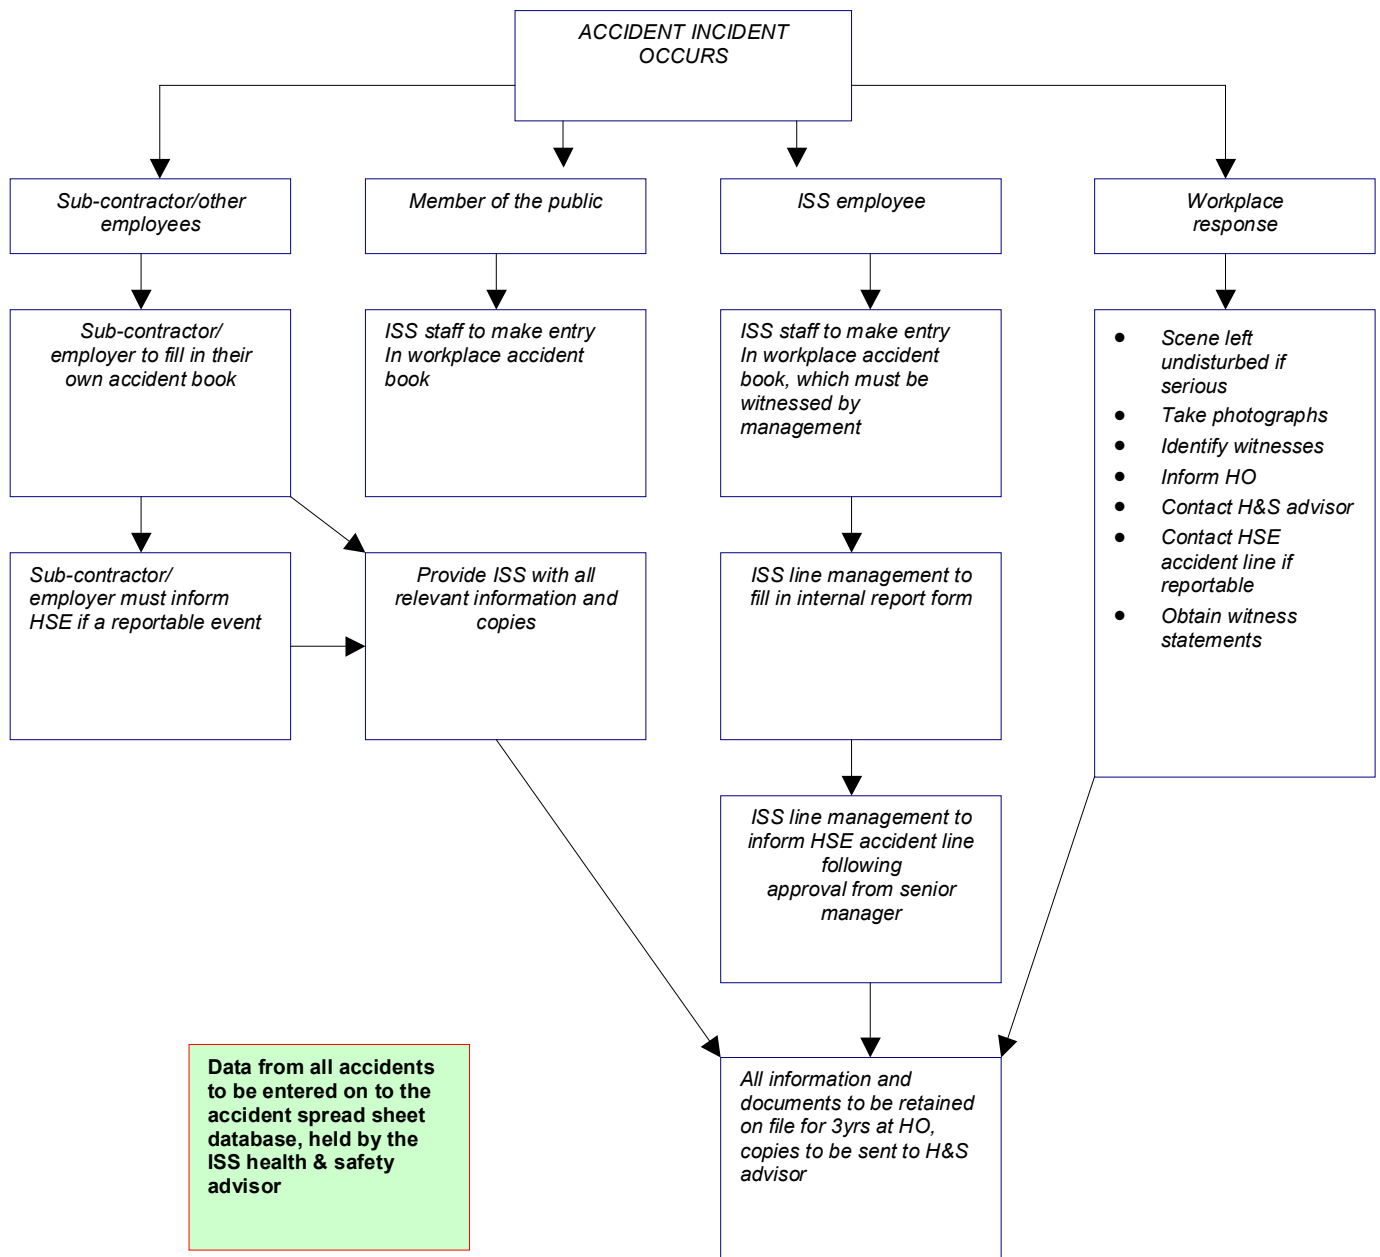 ACCIDENT INCIDENT
OCCURS
Sub-contractor/other
employees
Member of the public
ISS employee
Workplace
response
Sub-contractor/
employer to fill in their
own accident book
ISS staff to make entry
In workplace accident
book
ISS staff to make entry
In workplace accident
book, which must be
witnessed by
management
● Scene left
undisturbed if
serious
● Take photographs
● Identify witnesses
● Inform HO
● Contact H&S advisor
● Contact HSE
accident line if
reportable
● Obtain witness
statements
Sub-contractor/
employer must inform
HSE if a reportable event
Provide ISS with all
relevant information and
copies
ISS line management to
fill in internal report form
ISS line management to
inform HSE accident line
following
approval from senior
manager
Data from all accidents
to be entered on to the
accident spread sheet
database, held by the
ISS health & safety
advisor
All information and
documents to be retained
on file for 3yrs at HO,
copies to be sent to H&S
advisor